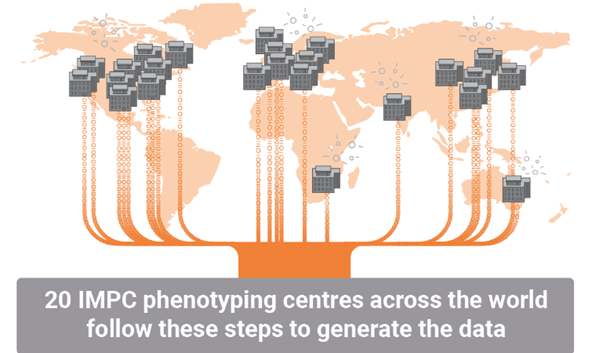 20 IMPC phenotyping centres across the world
follow these steps to generate the data